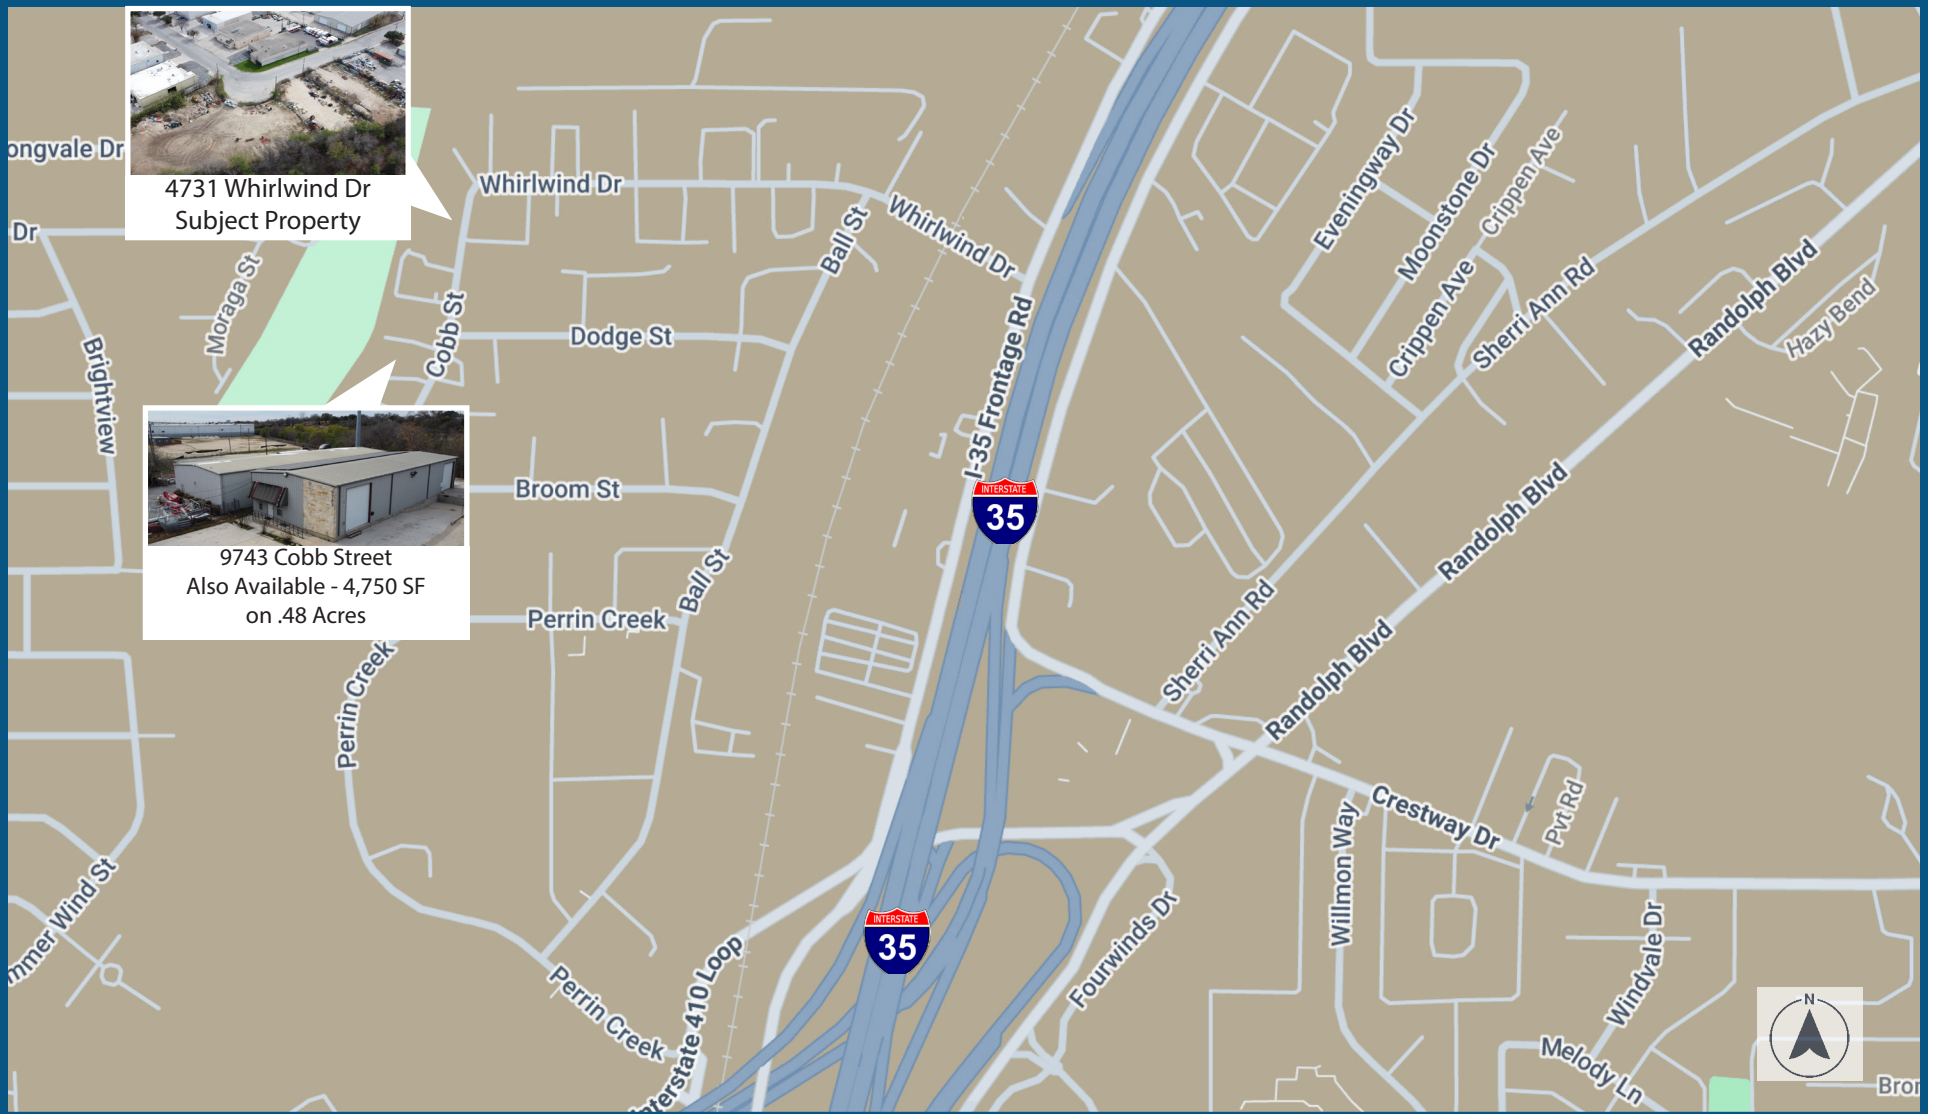 4731 Whirlwind Dr
Subject Property
9743 Cobb Street
Also Available - 4,750 SF
on .48 Acres
ongvale Dr
Dr
Moraga St
Brightview
Whirlwind Dr
Whirlwind Dr
Ball St
Cobb St
Dodge St
Broom St
Ball St
Perrin Creek
Perrin Creek
Perrin Creek
mmer Wind St
I-35 Frontage Rd
INTERSTATE
35
INTERSTATE
35
Interstate 410 Loop
Eveningway Dr
Moonstone Dr
Crippen Ave
Crippen Ave
Sherri Ann Rd
Sherri Ann Rd
Randolph Blvd
Randolph Blvd
Randolph Blvd
Hazy Bend
Crestway Dr
Pvt Rd
Willmon Way
Fourwinds Dr
Windvale Dr
Melody Ln
N
Bron